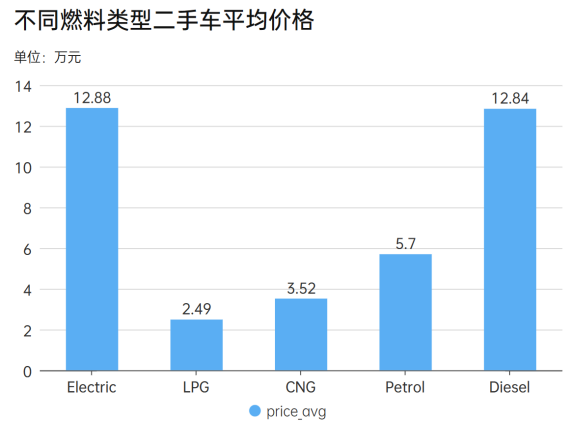 不同燃料类型二手车平均价格
单位：万元
14
12
10
8
6
4
2
0
12.88
2.49
3.52
5.7
12.84
Electric
LPG
CNG
Petrol
Diesel
price_avg